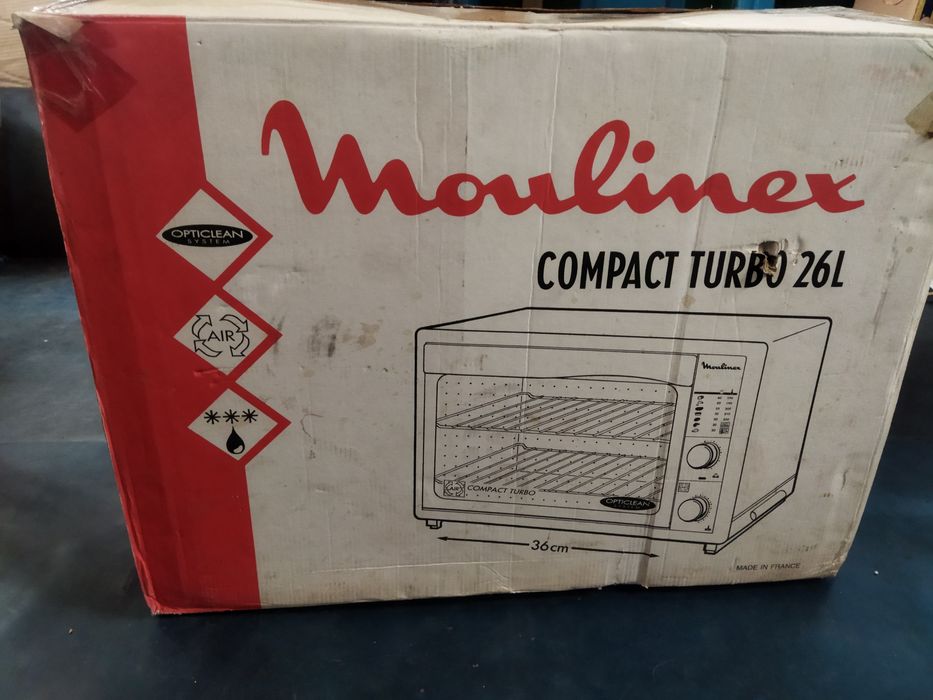 Moulinex
COMPACT TURBO 26L
OPTICLEAN
SYSTEM
AIR
***
Moulinex
AIR
COMPACT TURBO
OPTICLEAN
36cm
MADE IN FRANCE